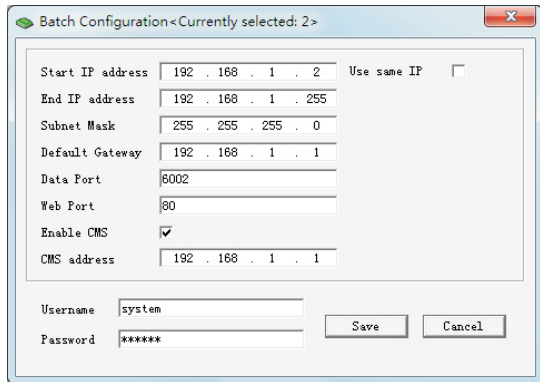 Batch Configuration<Currently selected: 2>
Start IP address 192 . 168 . 1 . 2 Use same IP
End IP address 192 . 168 . 1 . 255
Subnet Mask 255 . 255 . 255 . 0
Default Gateway 192 . 168 . 1 . 1
Data Port 6002
Web Port 80
Enable CMS
CMS address 192 . 168 . 1 . 1
Username system
Password ******
Save Cancel